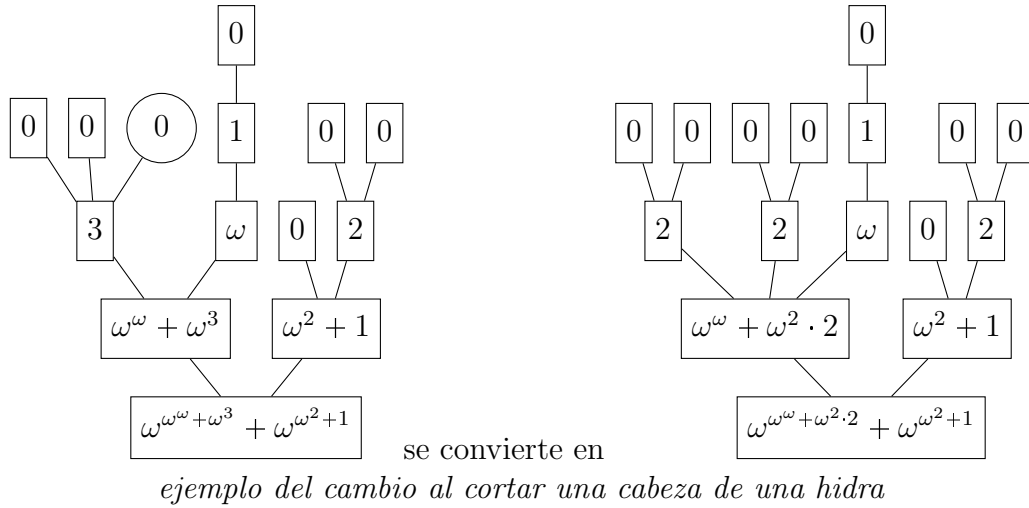 0 0
0 0 0 1 0 0 0 0 0 0 1 0 0
3 ω 0 2 2 2 ω 0 2
ω^ω + ω^3 ω^2 + 1 ω^ω + ω^2 · 2 ω^2 + 1
ω^{ω^ω+ω^3} + ω^{ω^2+1} ω^{ω^ω+ω^2·2} + ω^{ω^2+1}
se convierte en
ejemplo del cambio al cortar una cabeza de una hidra